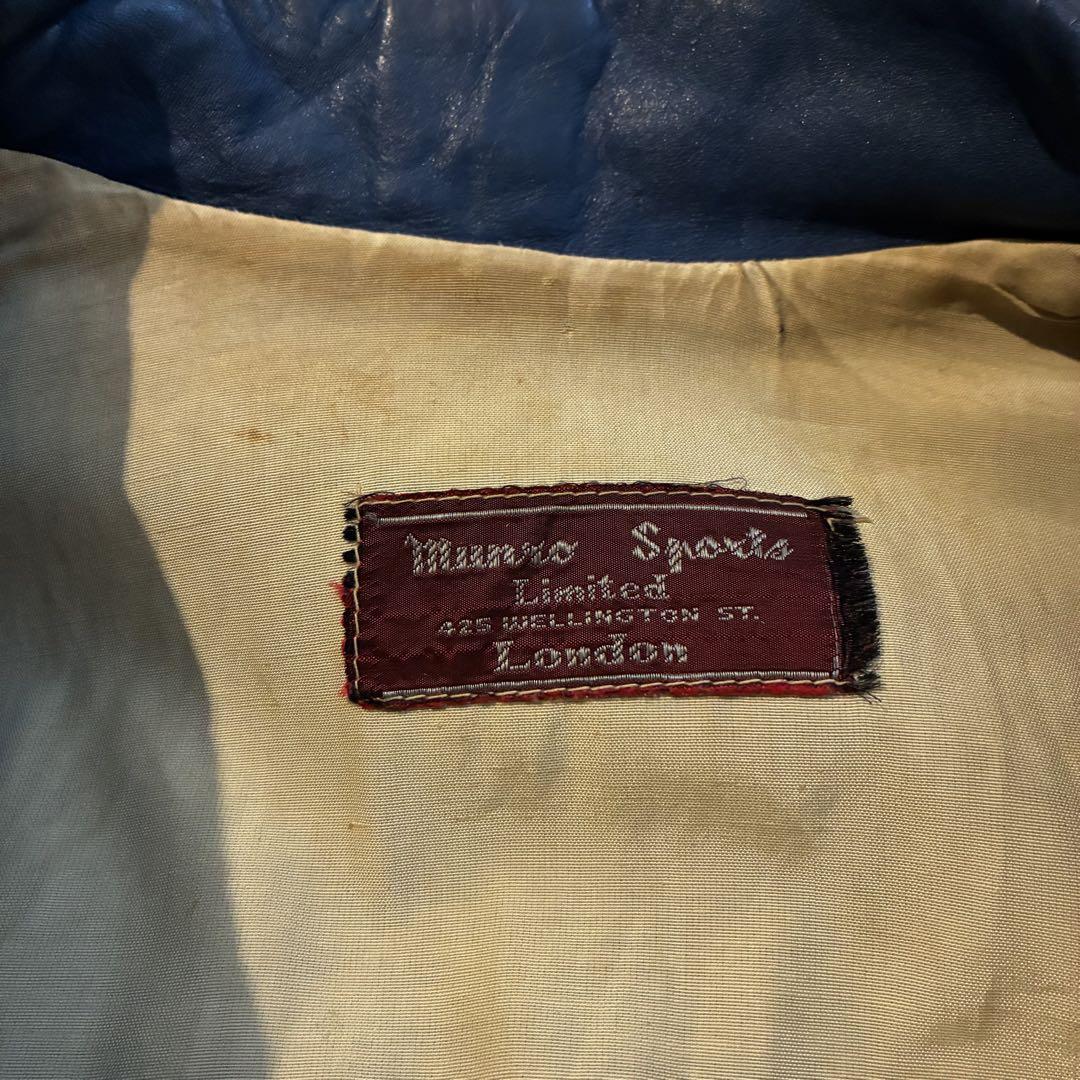 Munro Sports
Limited
425 WELLINGTON ST.
London